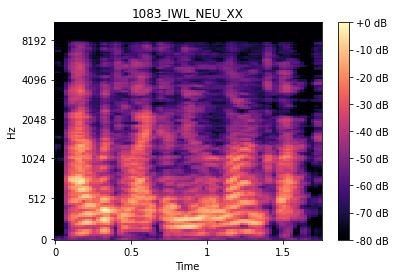 1083_IWL_NEU_XX
Hz
8192
4096
2048
1024
512
0
0
0.5
1
1.5
Time
+0 dB
-10 dB
-20 dB
-30 dB
-40 dB
-50 dB
-60 dB
-70 dB
-80 dB